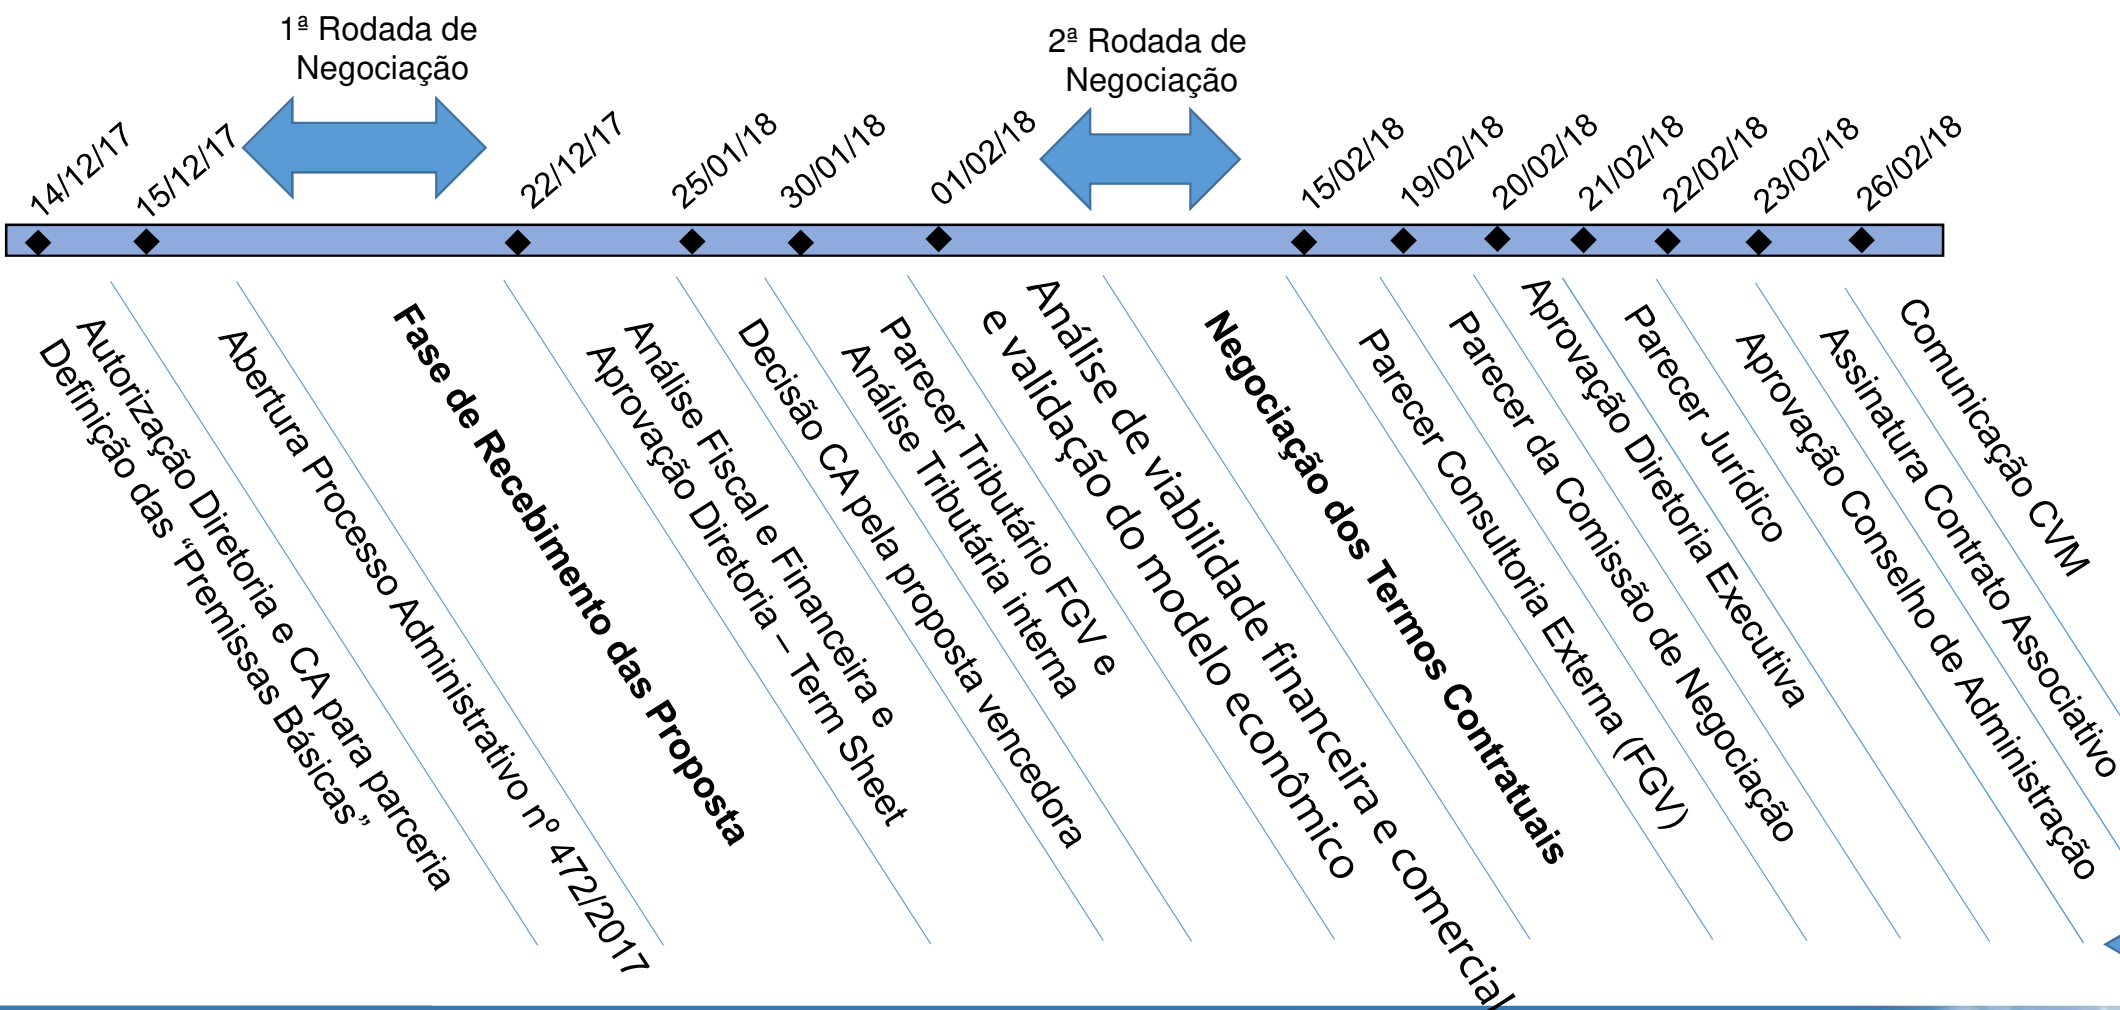 1ª Rodada de
Negociação
2ª Rodada de
Negociação
14/12/17
15/12/17
22/12/17
25/01/18
30/01/18
01/02/18
15/02/18
19/02/18
20/02/18
21/02/18
22/02/18
23/02/18
26/02/18
Autorização Diretoria e CA para parceria
Definição das “Premissas Básicas”
Abertura Processo Administrativo nº 472/2017
Fase de Recebimento das Proposta
Análise Fiscal e Financeira e
Aprovação Diretoria – Term Sheet
Decisão CA pela proposta vencedora
Parecer Tributário FGV e
Análise Tributária interna
Análise de viabilidade financeira e comercial
e validação do modelo econômico
Negociação dos Termos Contratuais
Parecer Consultoria Externa (FGV)
Parecer da Comissão de Negociação
Aprovação Diretoria Executiva
Parecer Jurídico
Aprovação Conselho de Administração
Assinatura Contrato Associativo
Comunicação CVM